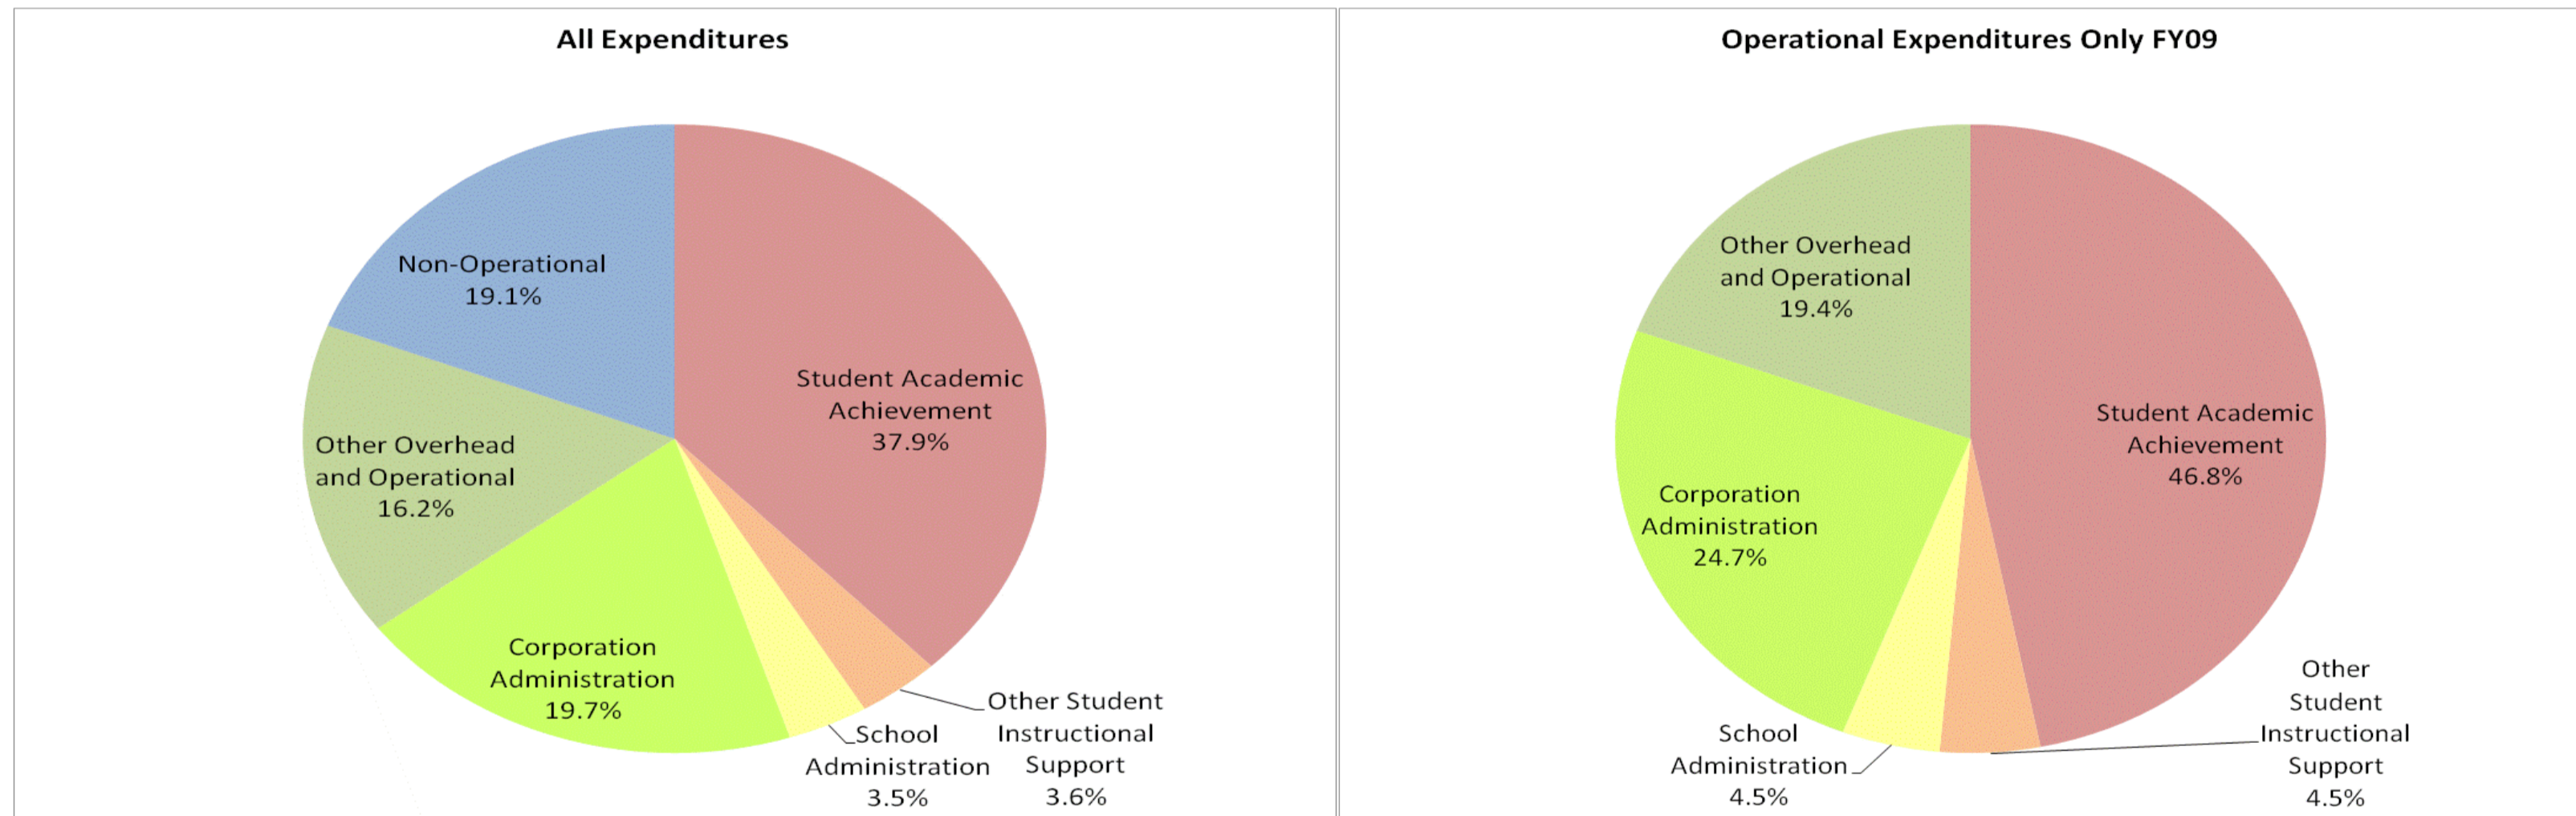 All Expenditures
Non-Operational
19.1%
Student Academic
Achievement
37.9%
Other Overhead
and Operational
16.2%
Corporation
Administration
19.7%
School
Administration
3.5%
Other Student
Instructional
Support
3.6%
Operational Expenditures Only FY09
Other Overhead
and Operational
19.4%
Student Academic
Achievement
46.8%
Corporation
Administration
24.7%
School
Administration
4.5%
Other
Student
Instructional
Support
4.5%